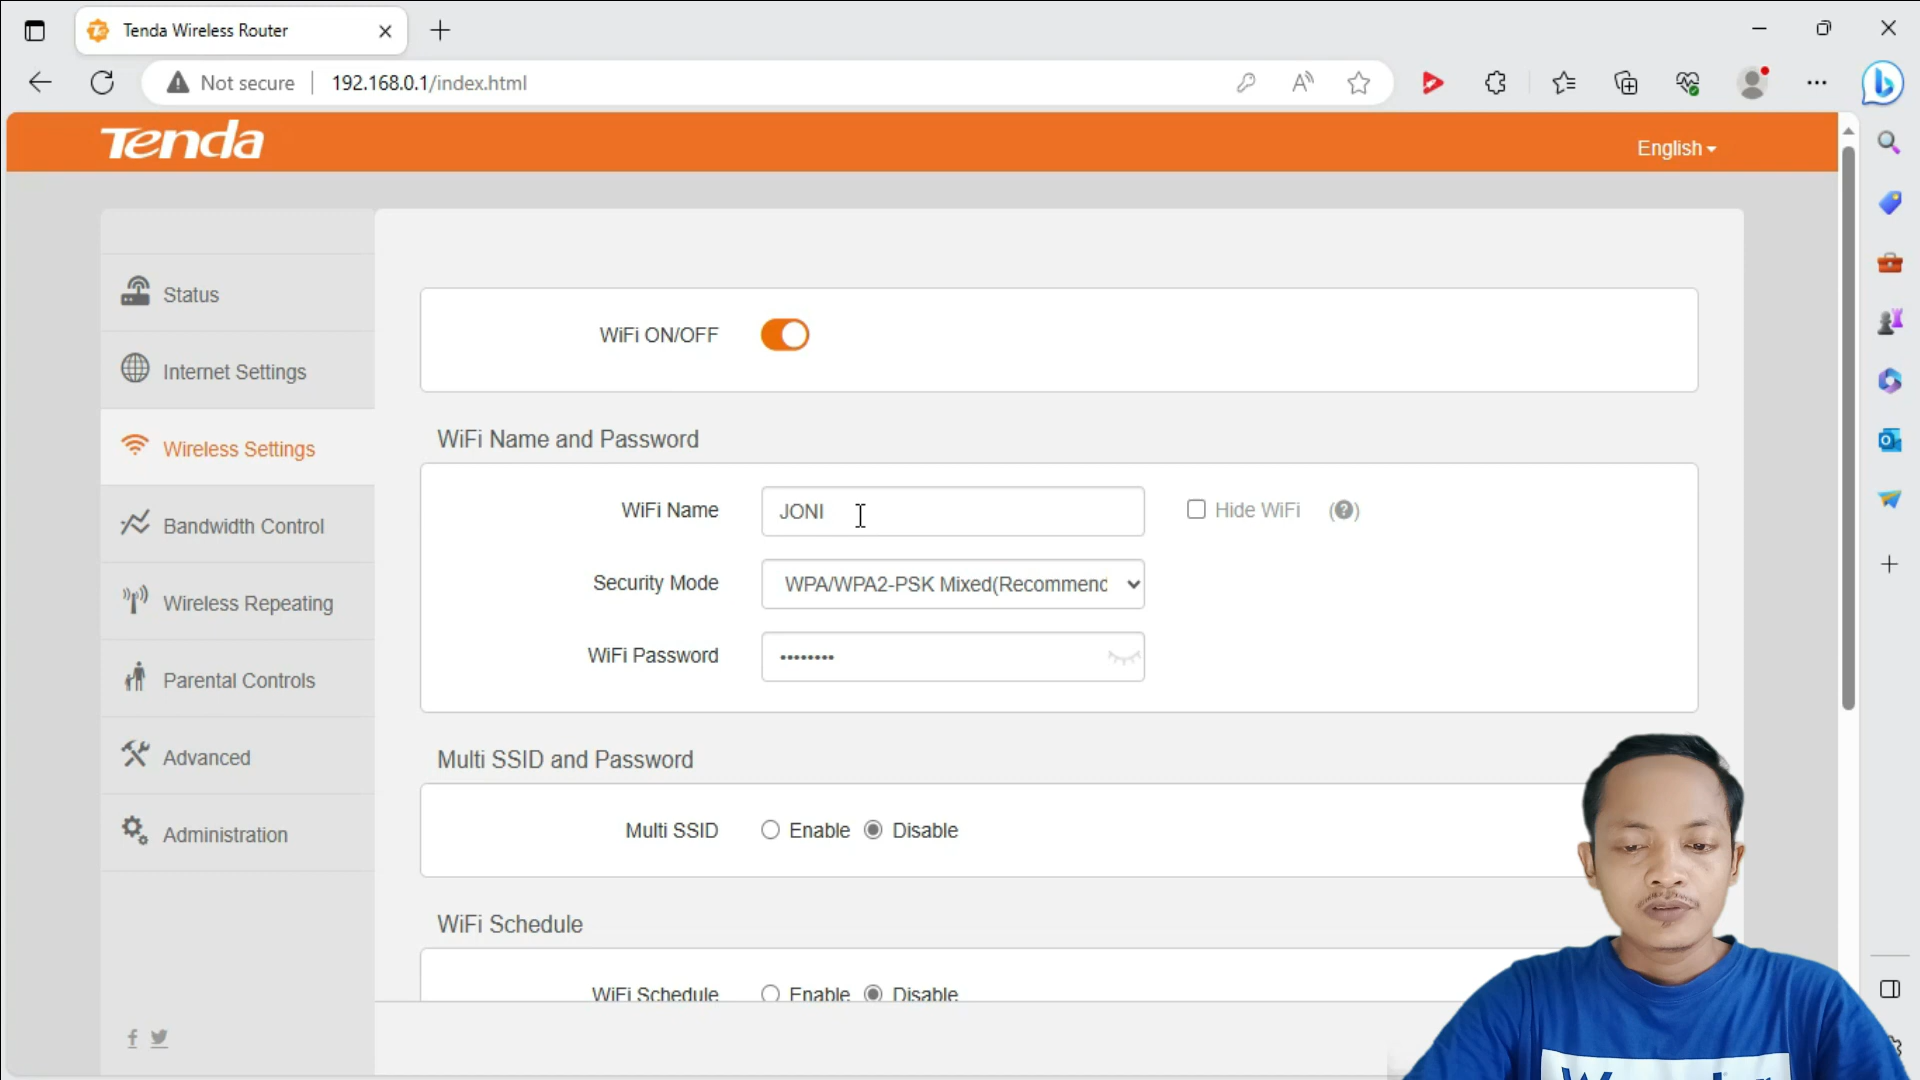 Tenda Wireless Router
Not secure
192.168.0.1/index.html
Tenda
English
Status
Internet Settings
Wireless Settings
Bandwidth Control
Wireless Repeating
Parental Controls
Advanced
Administration
WiFi ON/OFF
WiFi Name and Password
WiFi Name
JONI
Hide WiFi
(?)
Security Mode
WPA/WPA2-PSK Mixed(Recommenc
WiFi Password
••••••••
Multi SSID and Password
Multi SSID
Enable
Disable
WiFi Schedule
WiFi Schedule
Enable
Disable